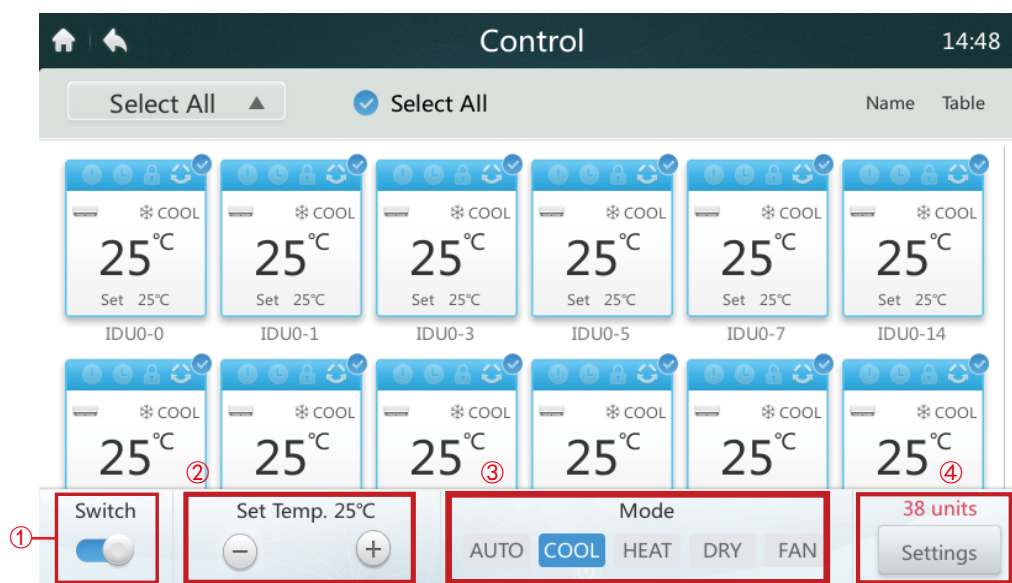 Control 14:48
Select All ▲ Select All Name Table
COOL COOL COOL COOL COOL COOL
25℃ 25℃ 25℃ 25℃ 25℃ 25℃
Set 25℃ Set 25℃ Set 25℃ Set 25℃ Set 25℃ Set 25℃
IDU0-0 IDU0-1 IDU0-3 IDU0-5 IDU0-7 IDU0-14
COOL COOL COOL COOL COOL COOL
25℃ 25℃ 25℃ 25℃ 25℃ 25℃
② ③ ④
Switch Set Temp. 25℃ Mode 38 units
① − + AUTO COOL HEAT DRY FAN Settings